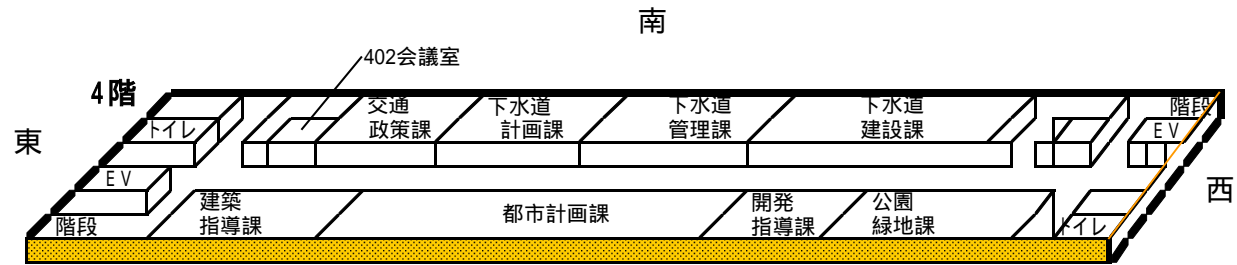 南
402会議室
4階
東
トイレ
交通
政策課
下水道
計画課
下水道
管理課
下水道
建設課
階段
EV
EV
西
階段
建築
指導課
都市計画課
開発
指導課
公園
緑地課
トイレ